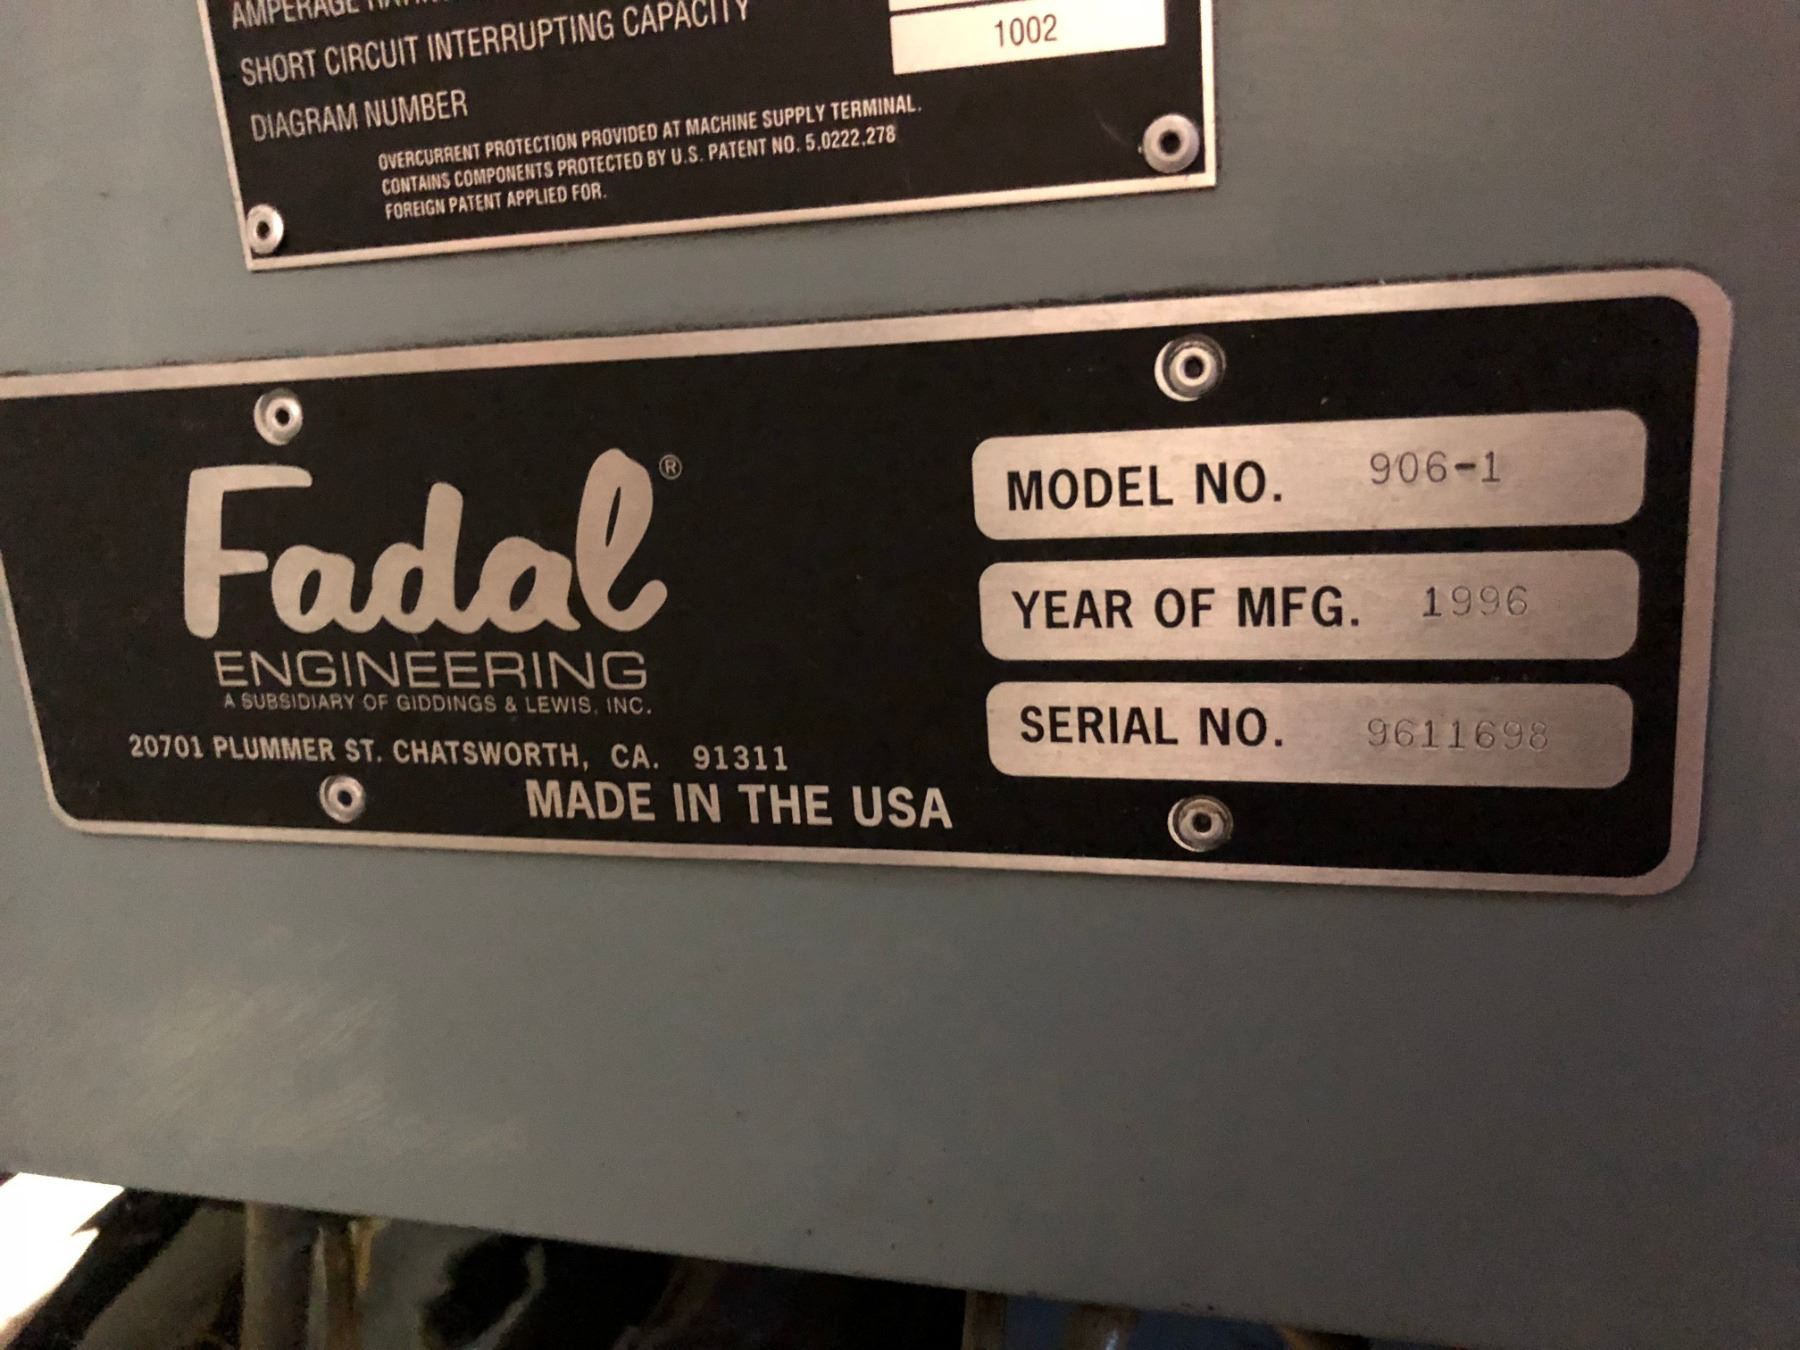 AMPERAGE
SHORT CIRCUIT INTERRUPTING CAPACITY
DIAGRAM NUMBER
1002
OVERCURRENT PROTECTION PROVIDED AT MACHINE SUPPLY TERMINAL.
CONTAINS COMPONENTS PROTECTED BY U.S. PATENT NO. 5,0222,278
FOREIGN PATENT APPLIED FOR.
Fadal®
ENGINEERING
A SUBSIDIARY OF GIDDINGS & LEWIS, INC.
20701 PLUMMER ST. CHATSWORTH, CA. 91311
MADE IN THE USA
MODEL NO. 906-1
YEAR OF MFG. 1996
SERIAL NO. 9611698